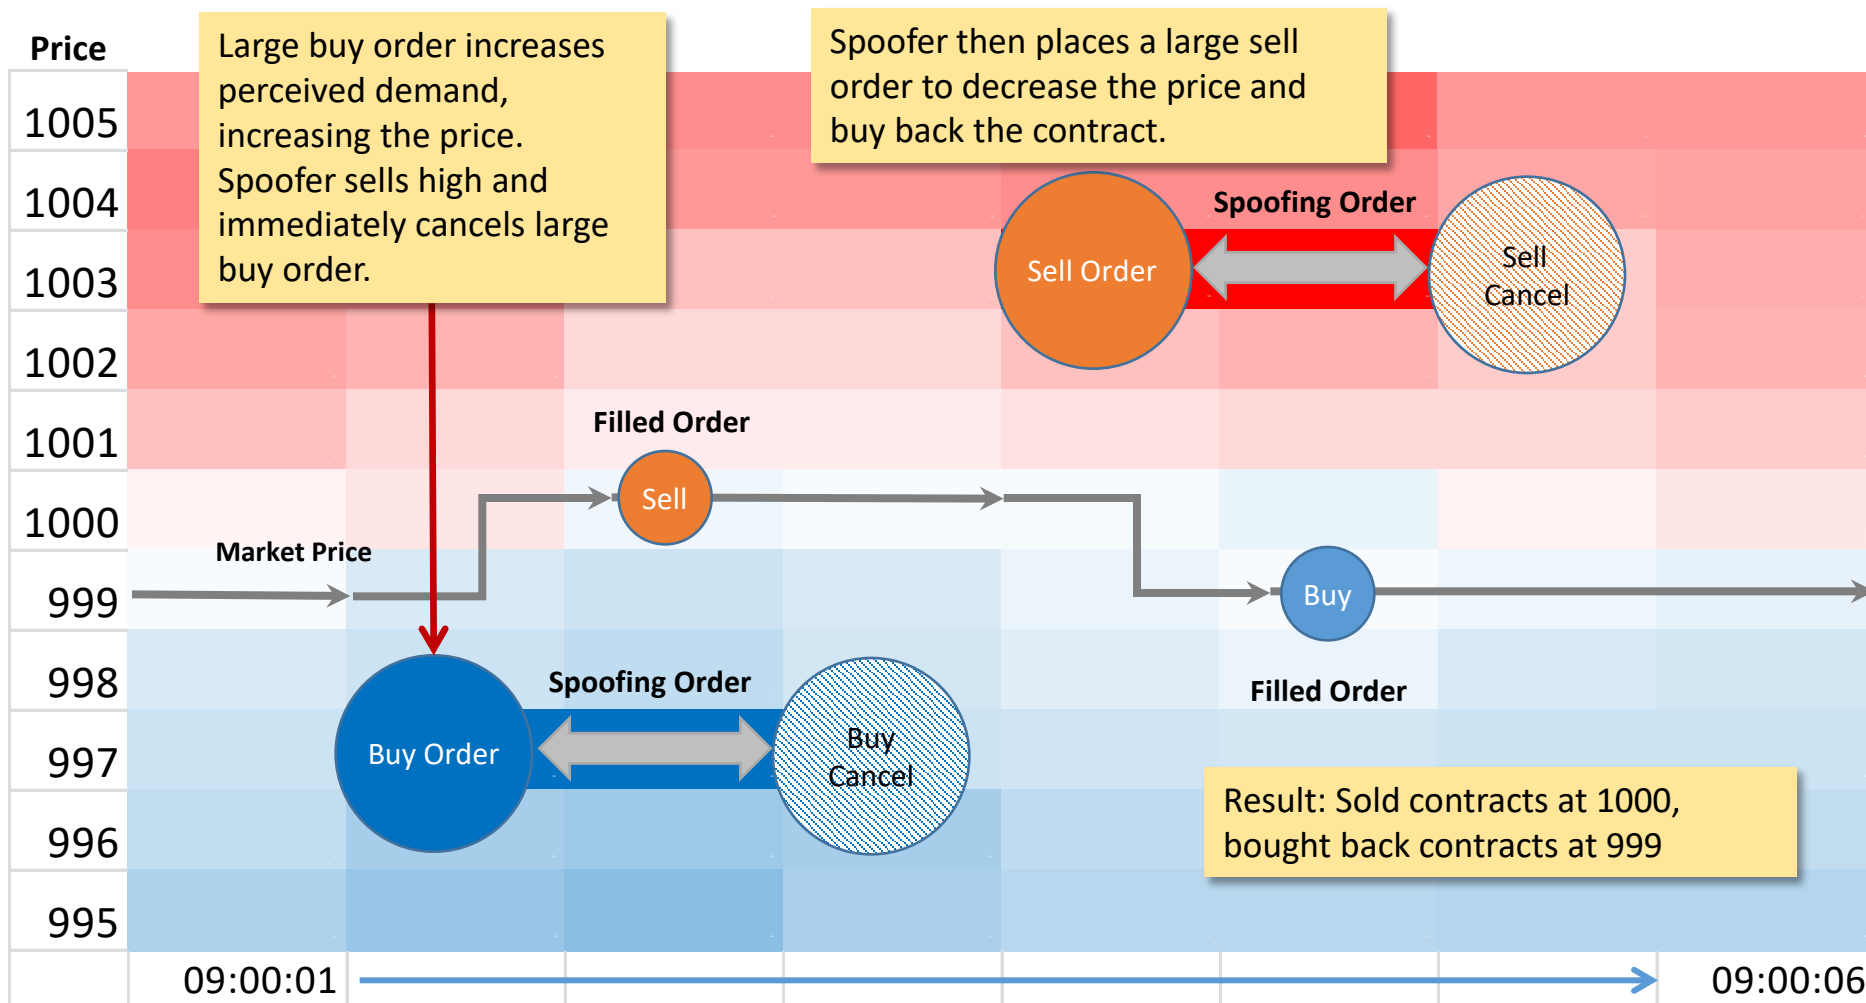 Price
1005
1004
1003
1002
1001
1000
999
998
997
996
995
Large buy order increases
perceived demand,
increasing the price.
Spoofer sells high and
immediately cancels large
buy order.
Spoofer then places a large sell
order to decrease the price and
buy back the contract.
Spoofing Order
Sell Order
Sell
Cancel
Filled Order
Sell
Market Price
Buy
Filled Order
Spoofing Order
Buy Order
Buy
Cancel
Result: Sold contracts at 1000,
bought back contracts at 999
09:00:01
09:00:06